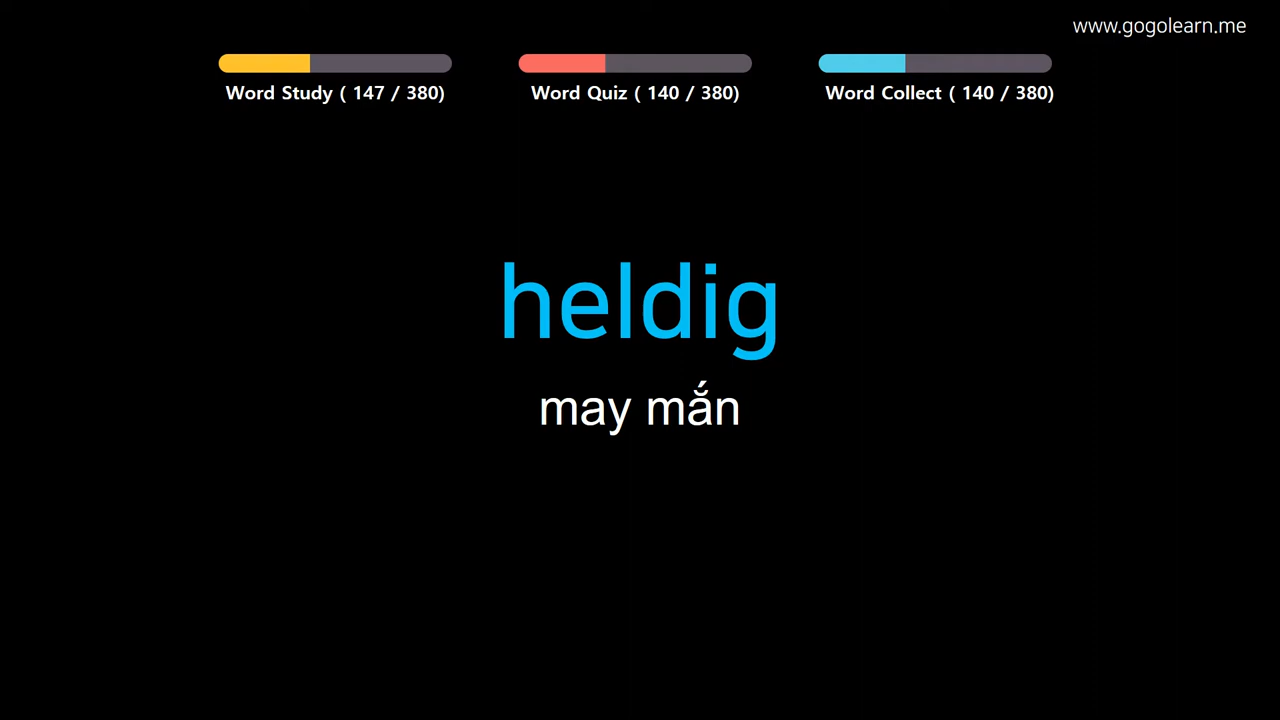 www.gogolearn.me
Word Study ( 147 / 380)
Word Quiz ( 140 / 380)
Word Collect ( 140 / 380)
heldig
may mắn